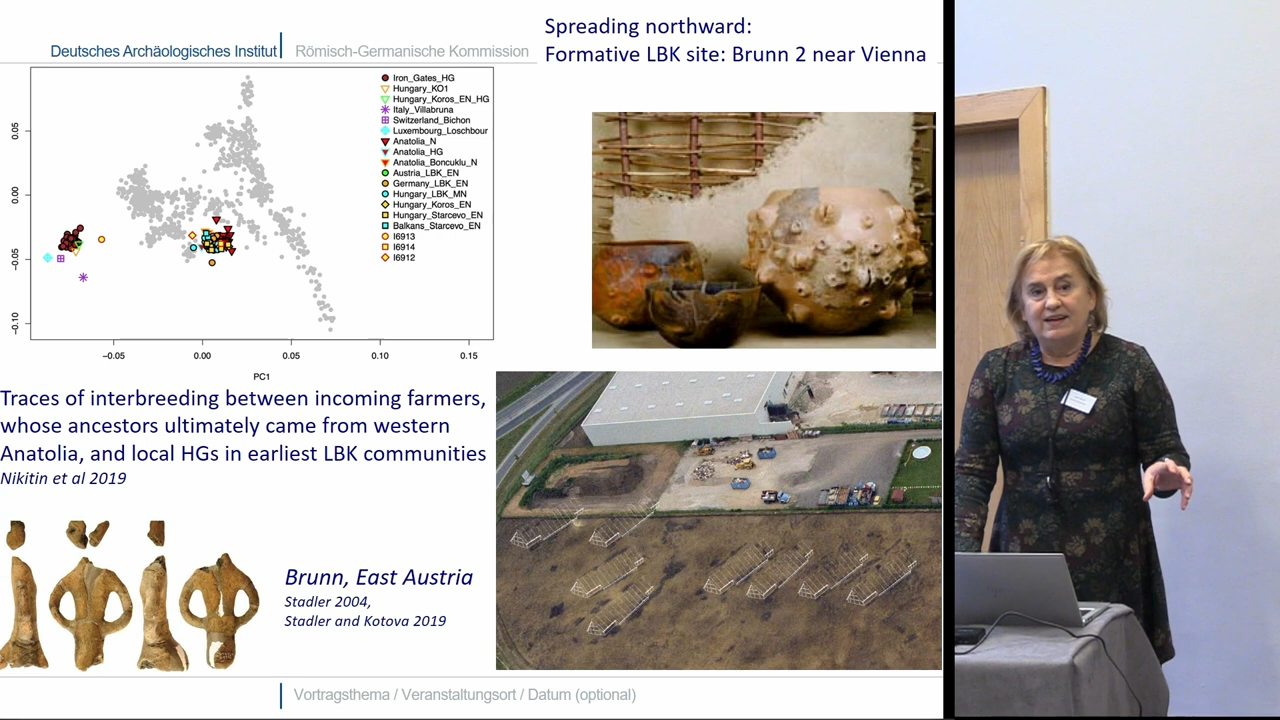 Spreading northward:
Formative LBK site: Brunn 2 near Vienna
Deutsches Archäologisches Institut
Römisch-Germanische Kommission
Iron_Gates_HG
Hungary_KO1
Hungary_Koros_EN_HG
Italy_Villabruna
Switzerland_Bichon
Luxembourg_Loschbour
Anatolia_N
Anatolia_HG
Anatolia_Boncuklu_N
Austria_LBK_EN
Germany_LBK_EN
Hungary_LBK_MN
Hungary_Koros_EN
Hungary_Starcevo_EN
Balkans_Starcevo_EN
I6913
I6914
I6912
0.05
0.00
−0.05
−0.10
−0.05 0.00 0.05 0.10 0.15
PC1
Traces of interbreeding between incoming farmers,
whose ancestors ultimately came from western
Anatolia, and local HGs in earliest LBK communities
Nikitin et al 2019
Brunn, East Austria
Stadler 2004,
Stadler and Kotova 2019
Vortragsthema / Veranstaltungsort / Datum (optional)